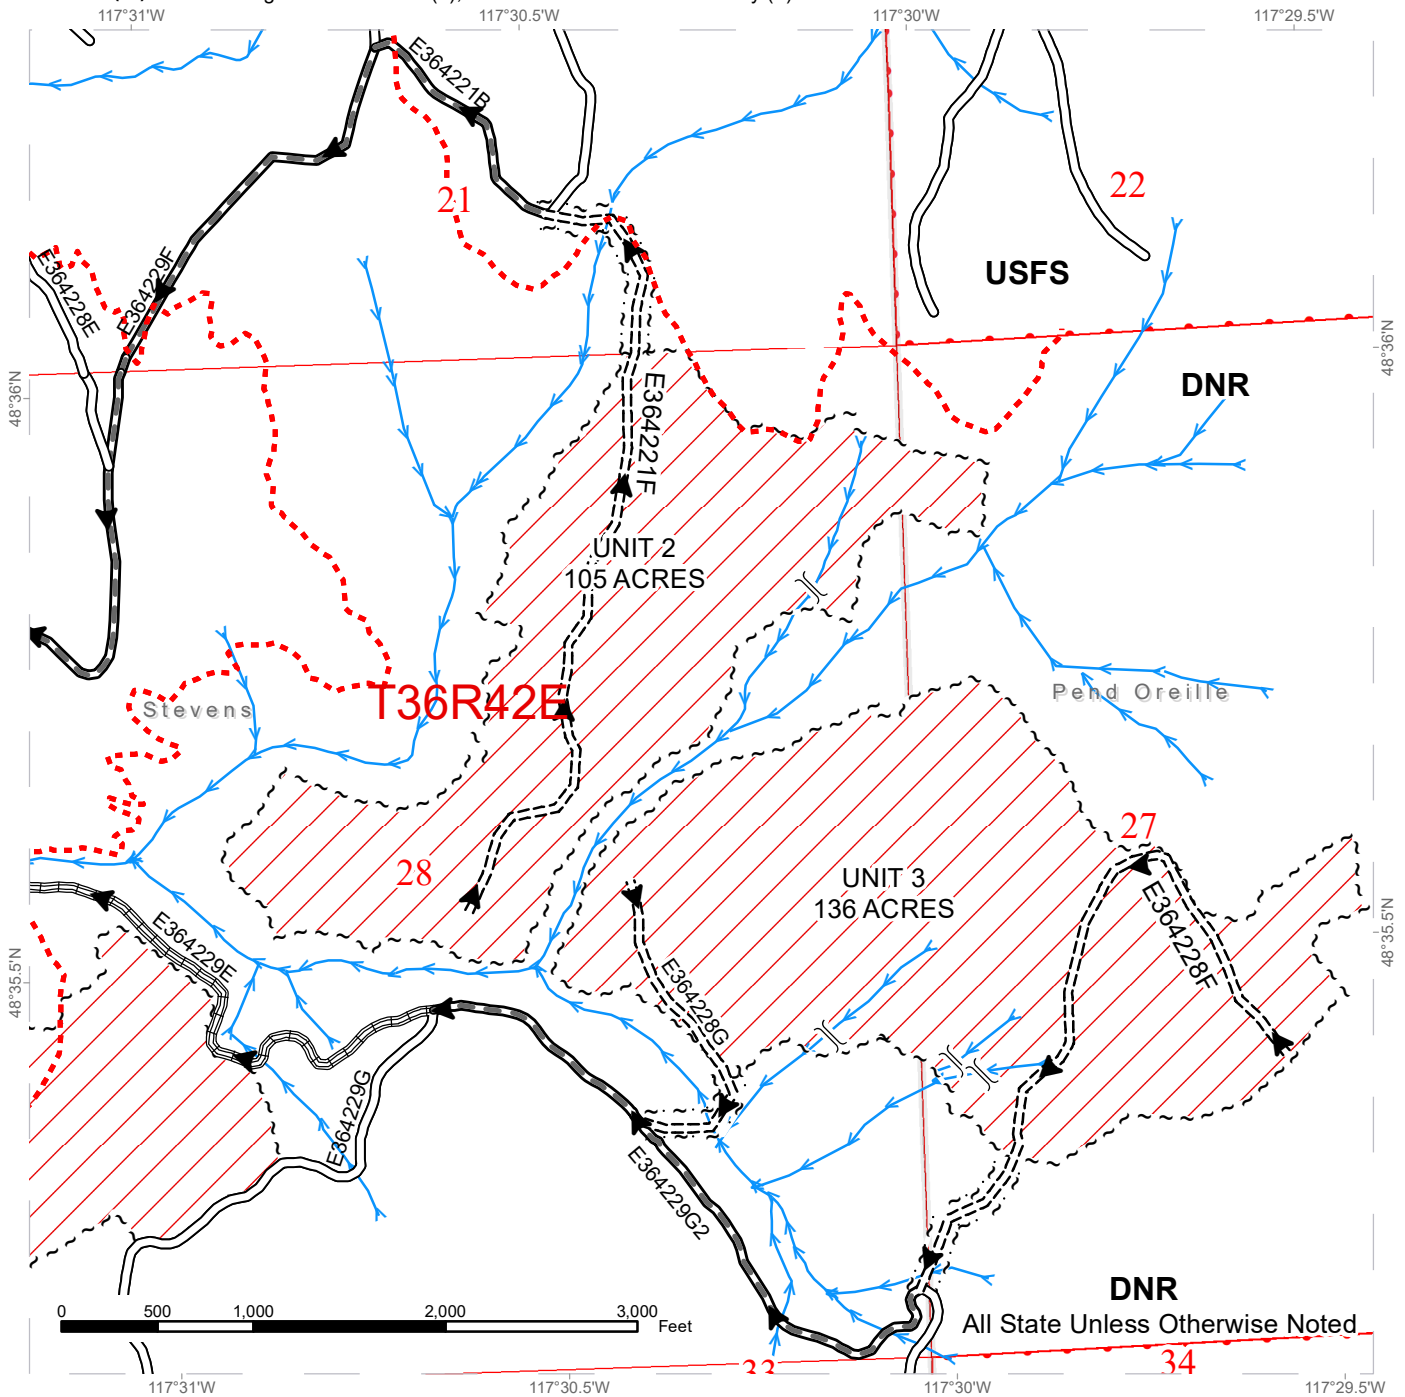 117°31'W
117°30.5'W
117°30'W
117°29.5'W
E364221B
21
22
USFS
E364228E
E364229F
48°36'N
48°36'N
DNR
E364221F
UNIT 2
105 ACRES
T36R42E
Stevens
Pend Oreille
27
28
UNIT 3
136 ACRES
E364228F
48°35.5'N
48°35.5'N
E364229E
E364228G
E364229G
E364229G2
DNR
All State Unless Otherwise Noted
0 500 1,000 2,000 3,000
Feet
33
34
117°31'W
117°30.5'W
117°30'W
117°29.5'W